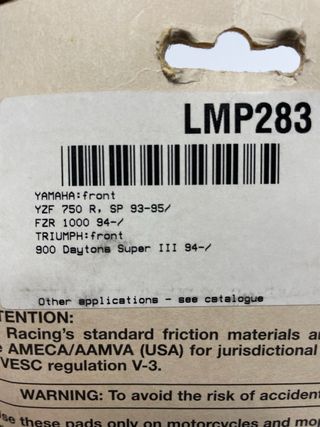 LMP283
YAMAHA:front
YZF 750 R, SP 93-95/
FZR 1000 94-/
TRIUMPH:front
900 Daytona Super III 94-/
Other applications - see catalogue
TENTION:
Racing's standard friction materials a
e AMECA/AAMVA (USA) for jurisdictional
VESC regulation V-3.
WARNING: To avoid the risk of acciden
se these pads only on motorcycles and mo